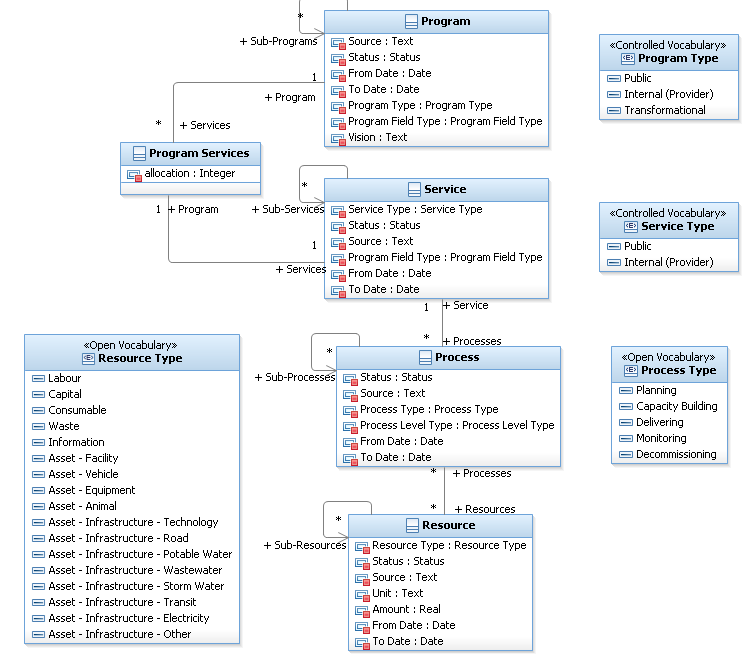 *
+ Sub-Programs
Program
Source : Text
Status : Status
From Date : Date
To Date : Date
Program Type : Program Type
Program Field Type : Program Field Type
Vision : Text
«Controlled Vocabulary»
Program Type
Public
Internal (Provider)
Transformational
1
+ Program
*
+ Services
Program Services
allocation : Integer
1
+ Program
1
+ Services
*
+ Sub-Services
Service
Service Type : Service Type
Status : Status
Source : Text
Program Field Type : Program Field Type
From Date : Date
To Date : Date
«Controlled Vocabulary»
Service Type
Public
Internal (Provider)
1
+ Service
*
+ Processes
*
+ Sub-Processes
Process
Status : Status
Source : Text
Process Type : Process Type
Process Level Type : Process Level Type
From Date : Date
To Date : Date
«Open Vocabulary»
Process Type
Planning
Capacity Building
Delivering
Monitoring
Decommissioning
«Open Vocabulary»
Resource Type
Labour
Capital
Consumable
Waste
Information
Asset - Facility
Asset - Vehicle
Asset - Equipment
Asset - Animal
Asset - Infrastructure - Technology
Asset - Infrastructure - Road
Asset - Infrastructure - Potable Water
Asset - Infrastructure - Wastewater
Asset - Infrastructure - Storm Water
Asset - Infrastructure - Transit
Asset - Infrastructure - Electricity
Asset - Infrastructure - Other
*
+ Processes
*
+ Resources
*
+ Sub-Resources
Resource
Resource Type : Resource Type
Status : Status
Source : Text
Unit : Text
Amount : Real
From Date : Date
To Date : Date